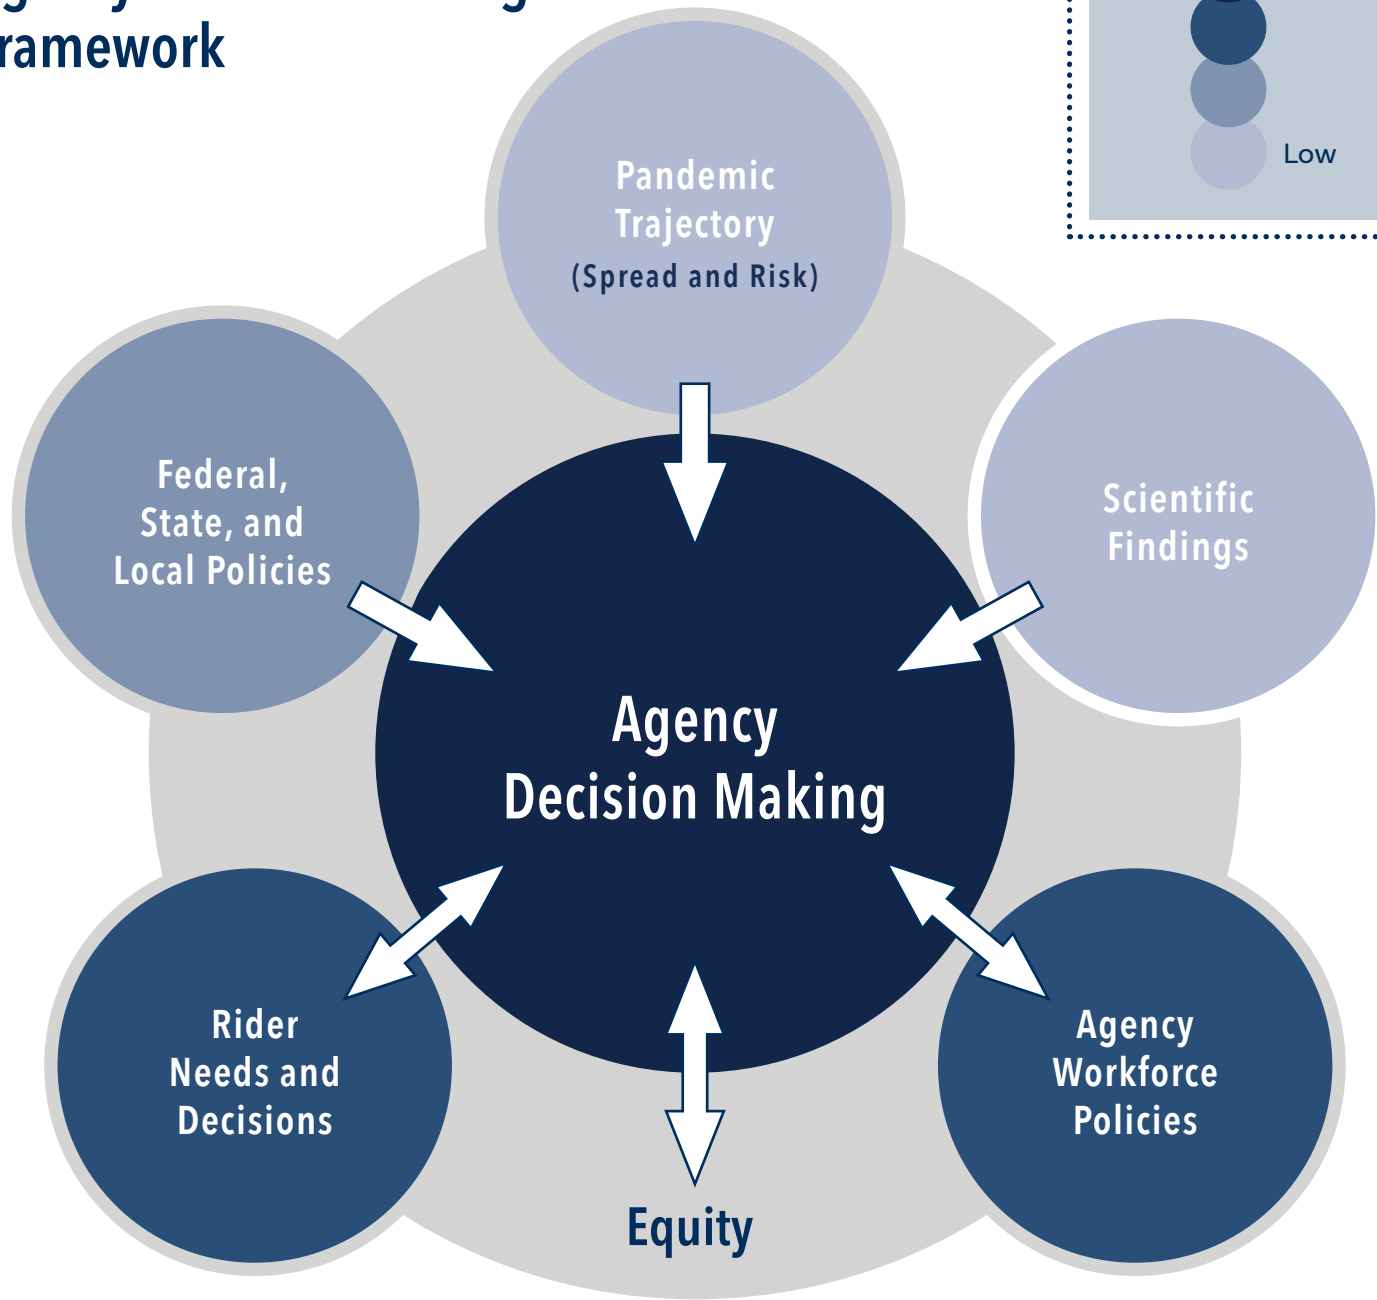 ramework
Low
Pandemic
Trajectory
(Spread and Risk)
Federal,
State, and
Local Policies
Scientific
Findings
Agency
Decision Making
Rider
Needs and
Decisions
Agency
Workforce
Policies
Equity